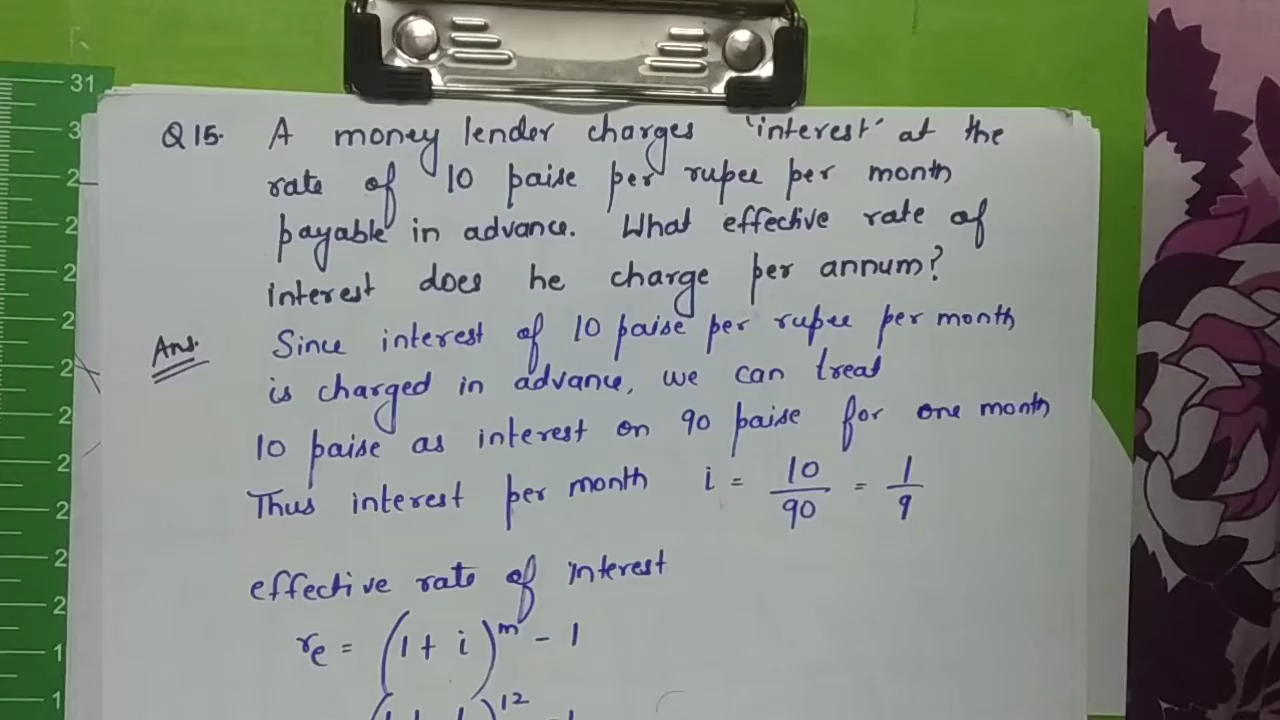 31
Q 15. A money lender charges 'interest' at the
rate of 10 paise per rupee per month
payable in advance. What effective rate of
interest does he charge per annum?
Ans. Since interest of 10 paise per rupee per month
is charged in advance, we can treat
10 paise as interest on 90 paise for one month
Thus interest per month i = 10/90 = 1/9
effective rate of interest
re = (1 + i)^m - 1
12